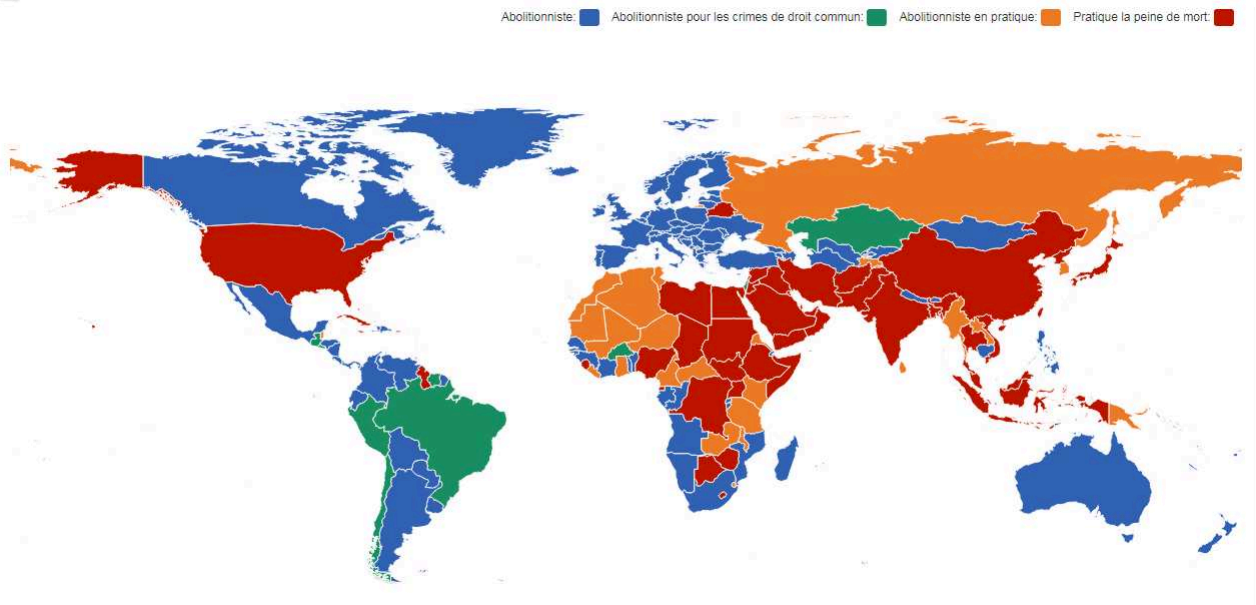 Abolitionniste: Abolitionniste pour les crimes de droit commun: Abolitionniste en pratique: Pratique la peine de mort: